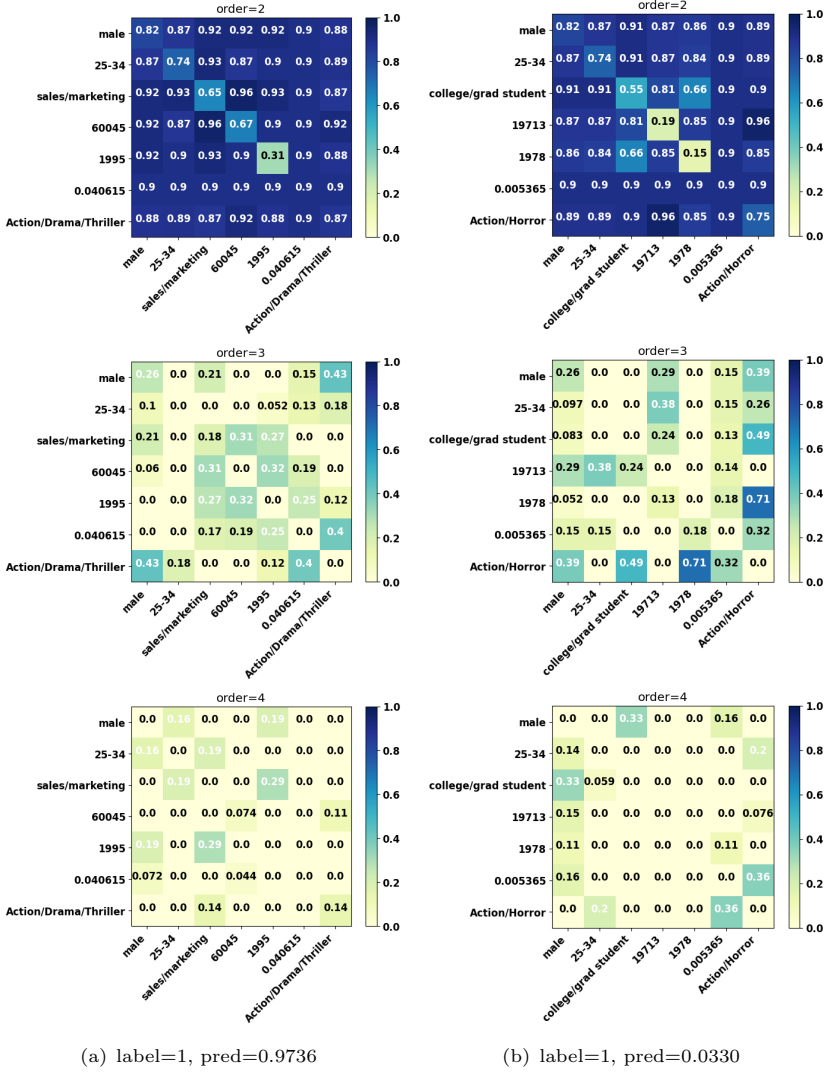 order=2
male 0.82 0.87 0.92 0.92 0.92 0.9 0.88
25-34 0.87 0.74 0.93 0.87 0.9 0.9 0.89
sales/marketing 0.92 0.93 0.65 0.96 0.93 0.9 0.87
60045 0.92 0.87 0.96 0.67 0.9 0.9 0.92
1995 0.92 0.9 0.93 0.9 0.31 0.9 0.88
0.040615 0.9 0.9 0.9 0.9 0.9 0.9 0.9
Action/Drama/Thriller 0.88 0.89 0.87 0.92 0.88 0.9 0.87
male
25-34
sales/marketing
60045
1995
0.040615
Action/Drama/Thriller
1.0
0.8
0.6
0.4
0.2
0.0
order=2
male 0.82 0.87 0.91 0.87 0.86 0.9 0.89
25-34 0.87 0.74 0.91 0.87 0.84 0.9 0.89
college/grad student 0.91 0.91 0.55 0.81 0.66 0.9 0.9
19713 0.87 0.87 0.81 0.19 0.85 0.9 0.96
1978 0.86 0.84 0.66 0.85 0.15 0.9 0.85
0.005365 0.9 0.9 0.9 0.9 0.9 0.9 0.9
Action/Horror 0.89 0.89 0.9 0.96 0.85 0.9 0.75
male
25-34
college/grad student
19713
1978
0.005365
Action/Horror
1.0
0.8
0.6
0.4
0.2
0.0
order=3
male 0.26 0.0 0.21 0.0 0.0 0.15 0.43
25-34 0.1 0.0 0.0 0.0 0.052 0.13 0.18
sales/marketing 0.21 0.0 0.18 0.31 0.27 0.0 0.0
60045 0.06 0.0 0.31 0.0 0.32 0.19 0.0
1995 0.0 0.0 0.27 0.32 0.0 0.25 0.12
0.040615 0.0 0.0 0.17 0.19 0.25 0.0 0.4
Action/Drama/Thriller 0.43 0.18 0.0 0.0 0.12 0.4 0.0
male
25-34
sales/marketing
60045
1995
0.040615
Action/Drama/Thriller
1.0
0.8
0.6
0.4
0.2
0.0
order=3
male 0.26 0.0 0.0 0.29 0.0 0.15 0.39
25-34 0.097 0.0 0.0 0.38 0.0 0.15 0.26
college/grad student 0.083 0.0 0.0 0.24 0.0 0.13 0.49
19713 0.29 0.38 0.24 0.0 0.0 0.14 0.0
1978 0.052 0.0 0.0 0.13 0.0 0.18 0.71
0.005365 0.15 0.15 0.0 0.0 0.18 0.0 0.32
Action/Horror 0.39 0.0 0.49 0.0 0.71 0.32 0.0
male
25-34
college/grad student
19713
1978
0.005365
Action/Horror
1.0
0.8
0.6
0.4
0.2
0.0
order=4
male 0.0 0.16 0.0 0.0 0.19 0.0 0.0
25-34 0.16 0.0 0.19 0.0 0.0 0.0 0.0
sales/marketing 0.0 0.19 0.0 0.0 0.29 0.0 0.0
60045 0.0 0.0 0.0 0.074 0.0 0.0 0.11
1995 0.19 0.0 0.29 0.0 0.0 0.0 0.0
0.040615 0.072 0.0 0.0 0.044 0.0 0.0 0.0
Action/Drama/Thriller 0.0 0.0 0.14 0.0 0.0 0.0 0.14
male
25-34
sales/marketing
60045
1995
0.040615
Action/Drama/Thriller
1.0
0.8
0.6
0.4
0.2
0.0
order=4
male 0.0 0.0 0.33 0.0 0.0 0.16 0.0
25-34 0.14 0.0 0.0 0.0 0.0 0.0 0.2
college/grad student 0.33 0.059 0.0 0.0 0.0 0.0 0.0
19713 0.15 0.0 0.0 0.0 0.0 0.0 0.076
1978 0.11 0.0 0.0 0.0 0.0 0.11 0.0
0.005365 0.16 0.0 0.0 0.0 0.0 0.0 0.36
Action/Horror 0.0 0.2 0.0 0.0 0.0 0.36 0.0
male
25-34
college/grad student
19713
1978
0.005365
Action/Horror
1.0
0.8
0.6
0.4
0.2
0.0
(a) label=1, pred=0.9736
(b) label=1, pred=0.0330